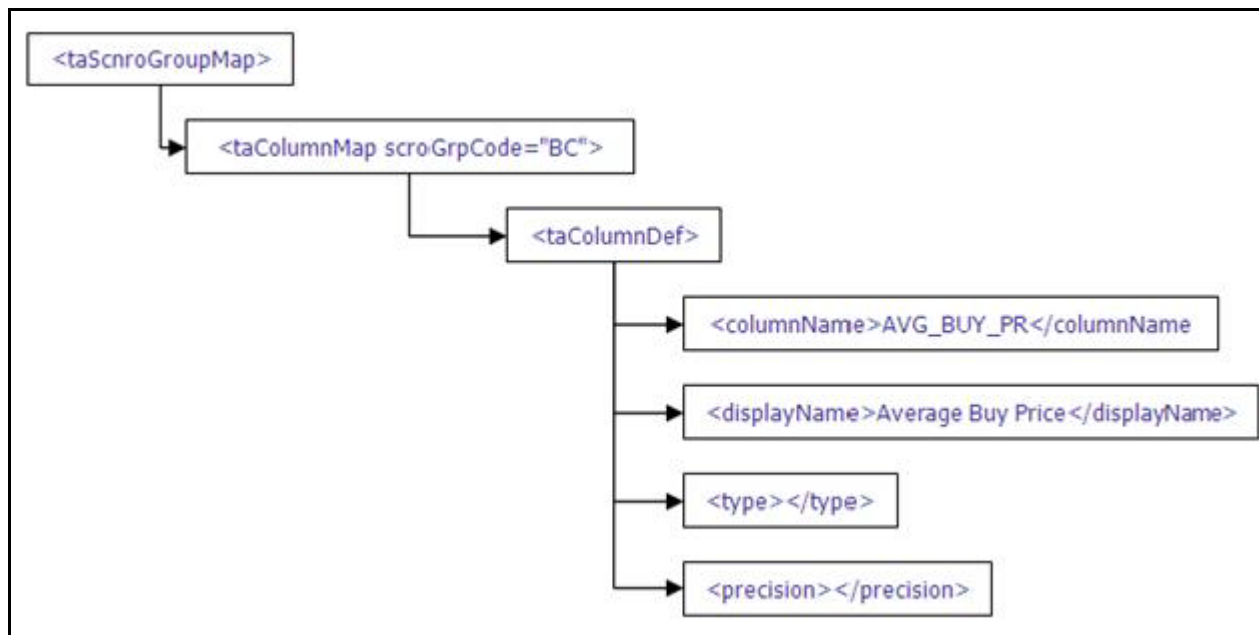 <taScnroGroupMap>
<taColumnMap scroGrpCode="BC">
<taColumnDef>
<columnName>AVG_BUY_PR</columnName
<displayName>Average Buy Price</displayName>
<type></type>
<precision></precision>